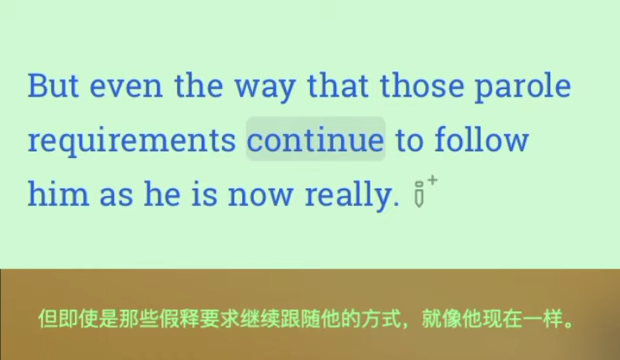 But even the way that those parole
requirements continue to follow
him as he is now really.
但即使是那些假释要求继续跟随他的方式，就像他现在一样。